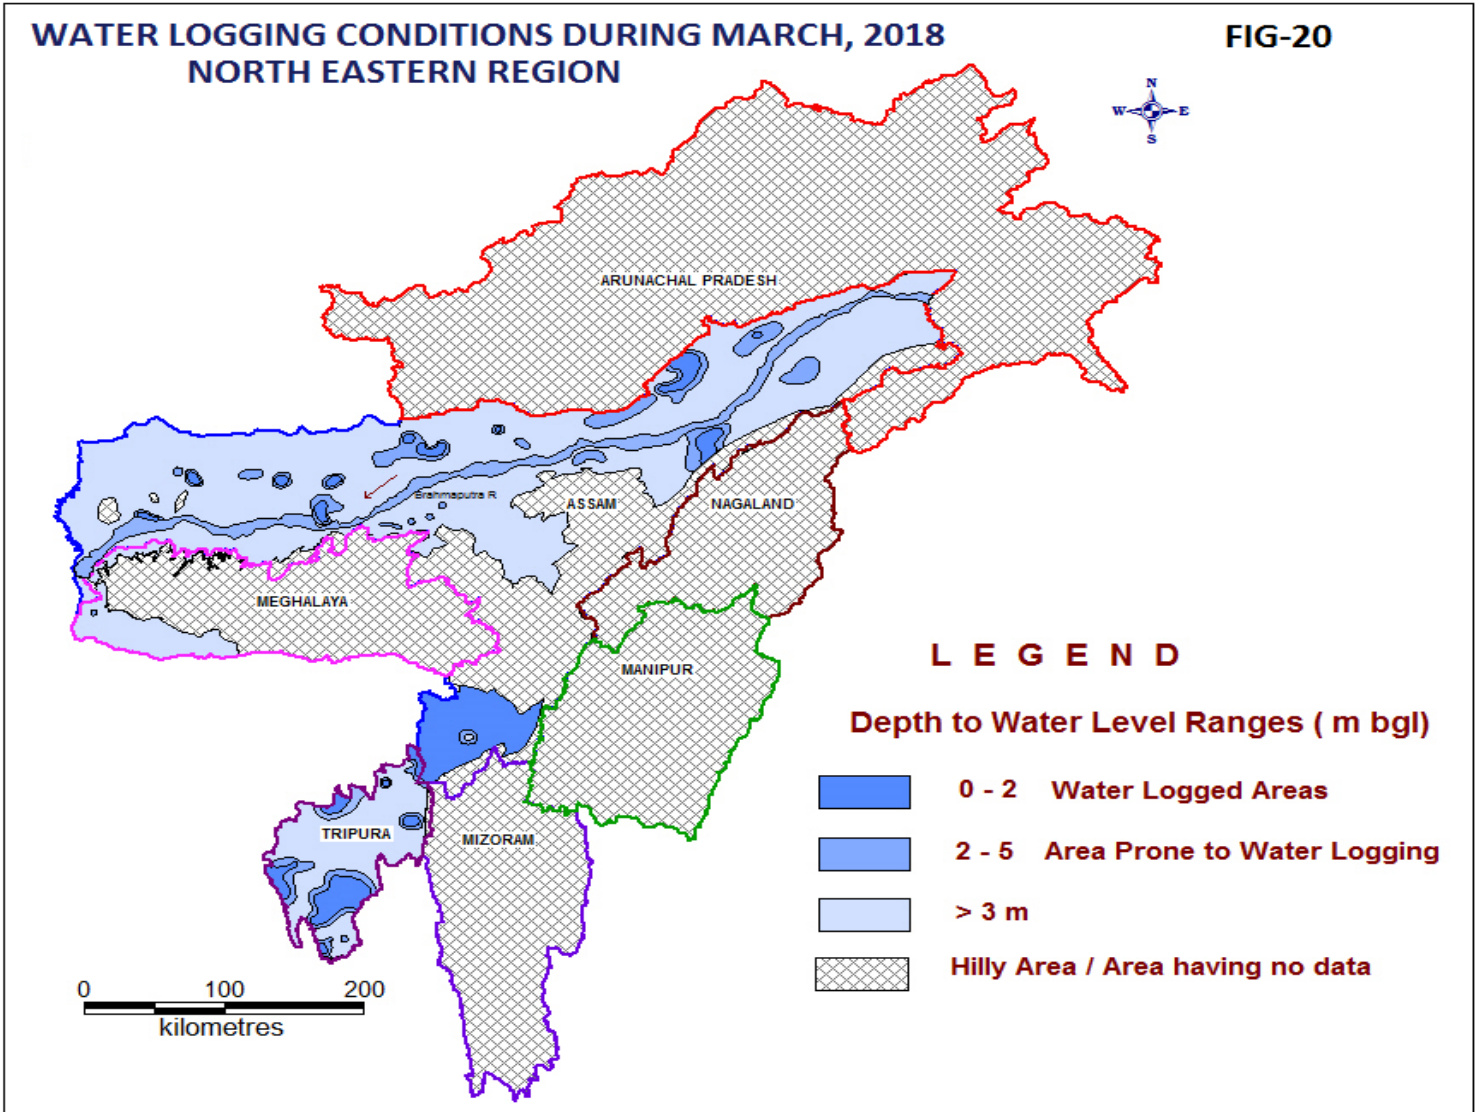 WATER LOGGING CONDITIONS DURING MARCH, 2018
NORTH EASTERN REGION
FIG-20
N
W E
S
ARUNACHAL PRADESH
Brahmaputra R
ASSAM
NAGALAND
MEGHALAYA
MANIPUR
TRIPURA
MIZORAM
L E G E N D
Depth to Water Level Ranges ( m bgl)
0 - 2 Water Logged Areas
2 - 5 Area Prone to Water Logging
> 3 m
Hilly Area / Area having no data
0 100 200
kilometres